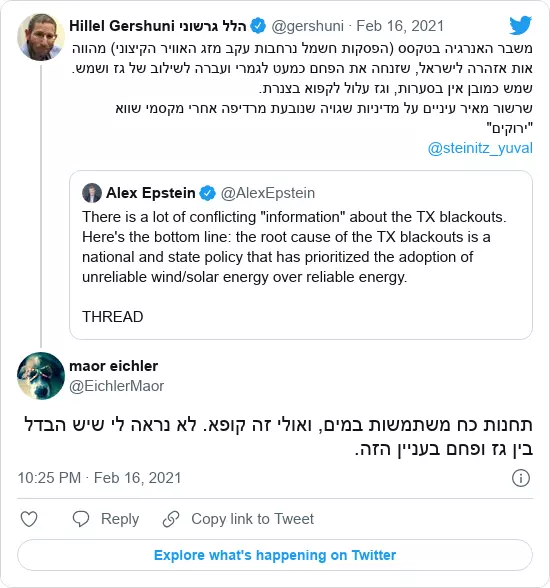 Hillel Gershuni הלל גרשוני @gershuni · Feb 16, 2021
משבר האנרגיה בטקסס (הפסקות חשמל נרחבות עקב מזג האוויר הקיצוני) מהווה
אות אזהרה לישראל, שזנחה את הפחם כמעט לגמרי ועברה לשילוב של גז ושמש.
שמש כמובן אין בסערות, וגז עלול לקפוא בצנרת.
שרשור מאיר עיניים על מדיניות שגויה שנובעת מרדיפה אחרי מקסמי שווא
"ירוקים"
@steinitz_yuval
Alex Epstein @AlexEpstein
There is a lot of conflicting "information" about the TX blackouts.
Here's the bottom line: the root cause of the TX blackouts is a
national and state policy that has prioritized the adoption of
unreliable wind/solar energy over reliable energy.
THREAD
maor eichler
@EichlerMaor
תחנות כח משתמשות במים, ואולי זה קופא. לא נראה לי שיש הבדל
בין גז ופחם בעניין הזה.
10:25 PM · Feb 16, 2021
Reply Copy link to Tweet
Explore what's happening on Twitter